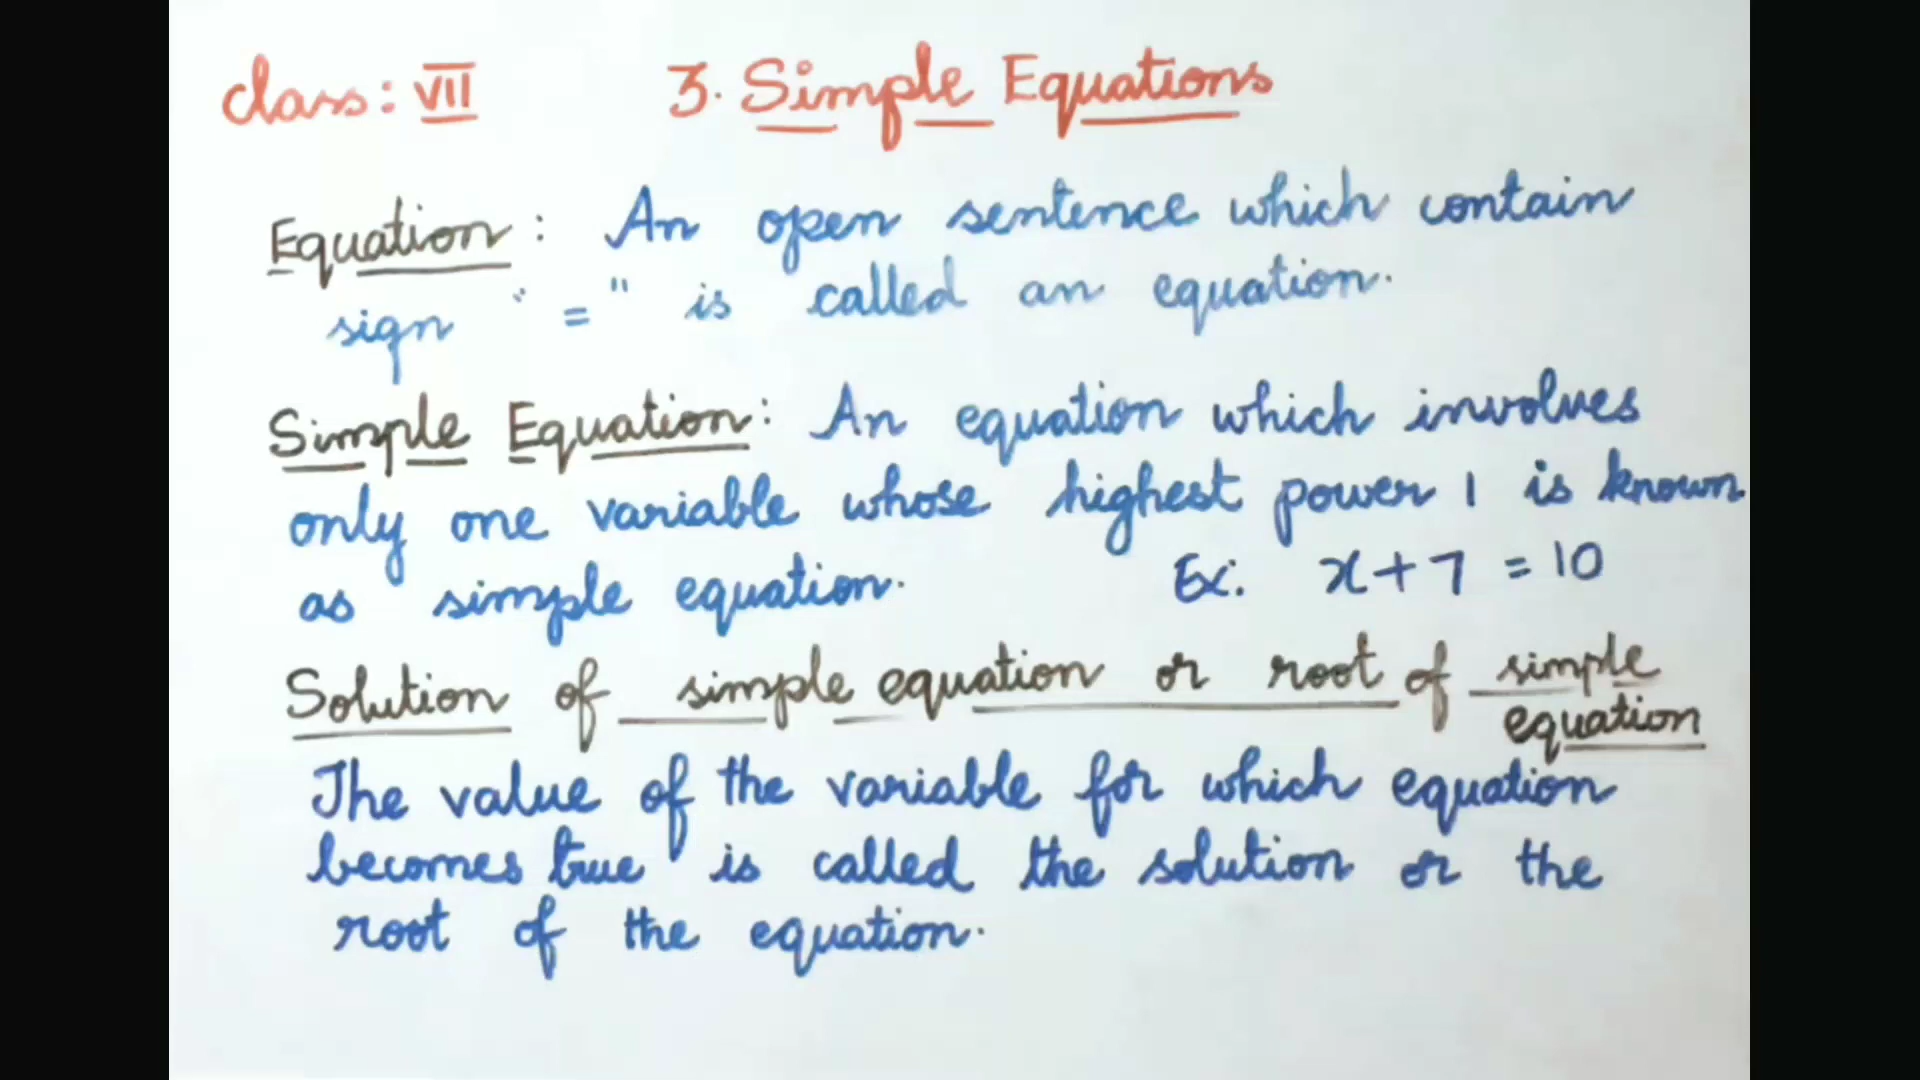 class: VII 3. Simple Equations
Equation: An open sentence which contain
sign "=" is called an equation.
Simple Equation: An equation which involves
only one variable whose highest power 1 is known
as simple equation. Ex: x+7 = 10
Solution of simple equation or root of simple
equation
The value of the variable for which equation
becomes true is called the solution or the
root of the equation.